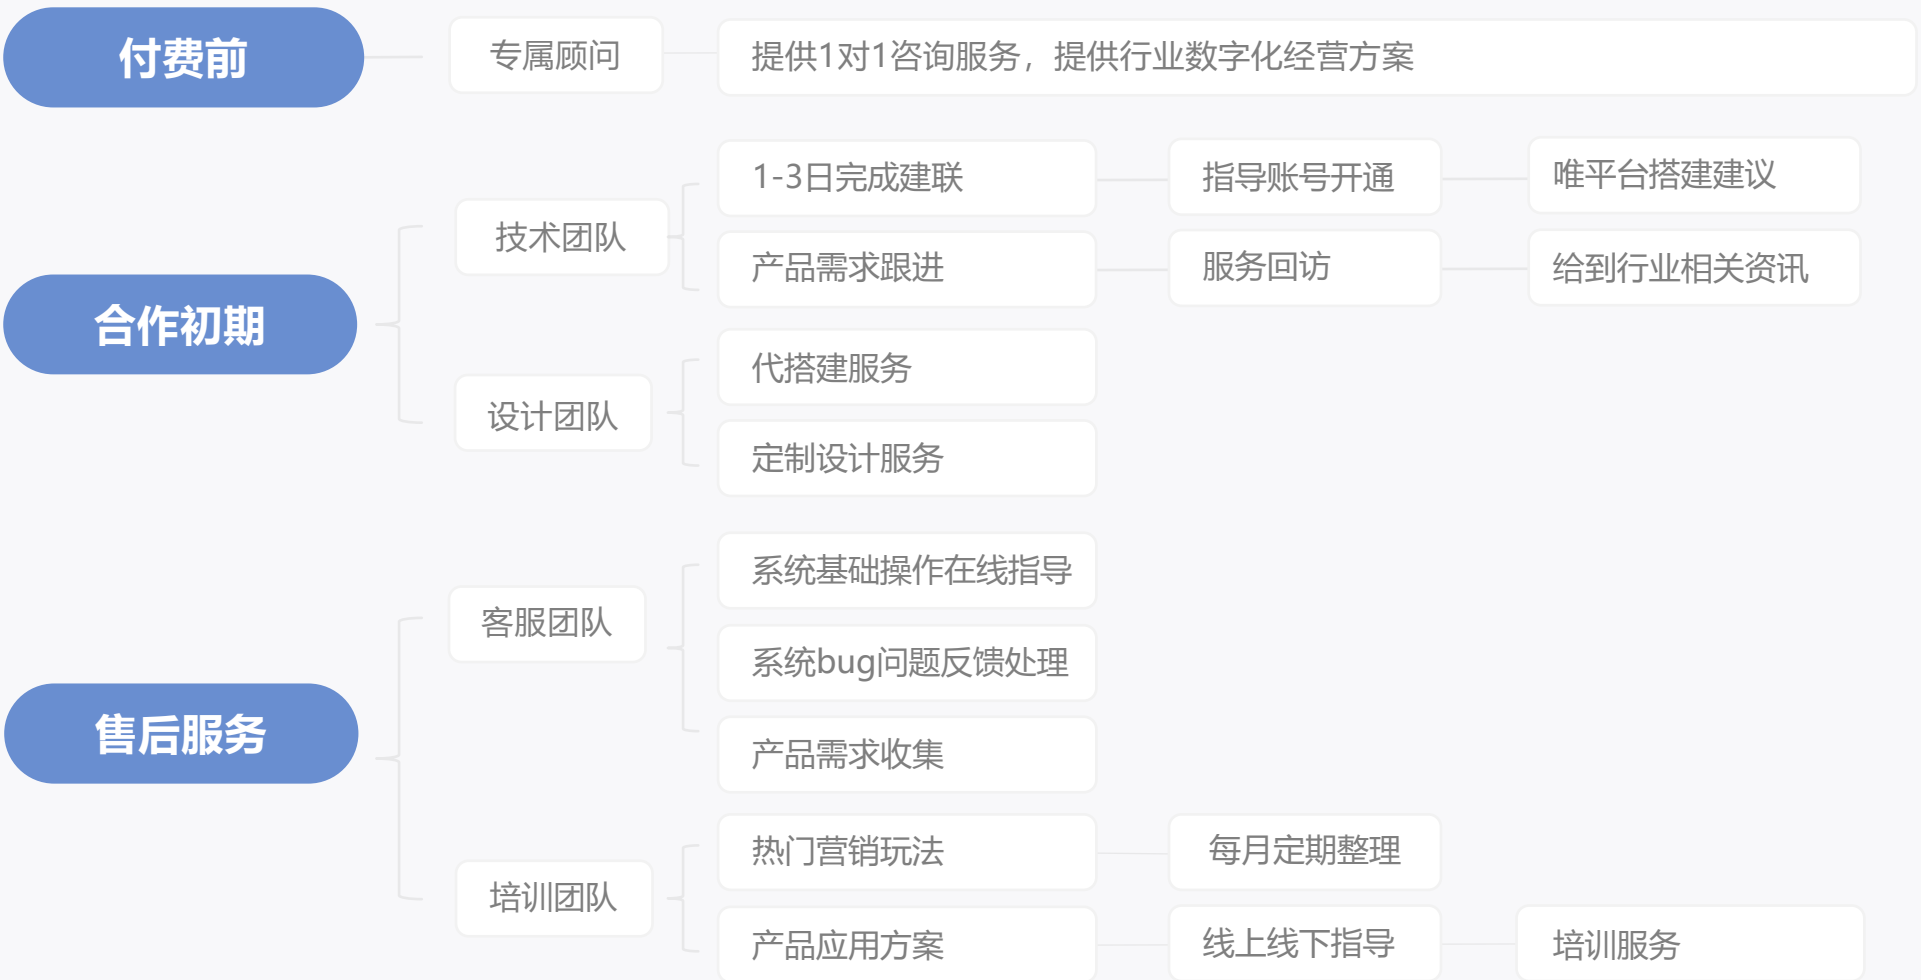 付费前
专属顾问
提供1对1咨询服务，提供行业数字化经营方案
合作初期
技术团队
1-3日完成建联
指导账号开通
唯平台搭建建议
产品需求跟进
服务回访
给到行业相关资讯
设计团队
代搭建服务
定制设计服务
售后服务
客服团队
系统基础操作在线指导
系统bug问题反馈处理
产品需求收集
培训团队
热门营销玩法
每月定期整理
产品应用方案
线上线下指导
培训服务